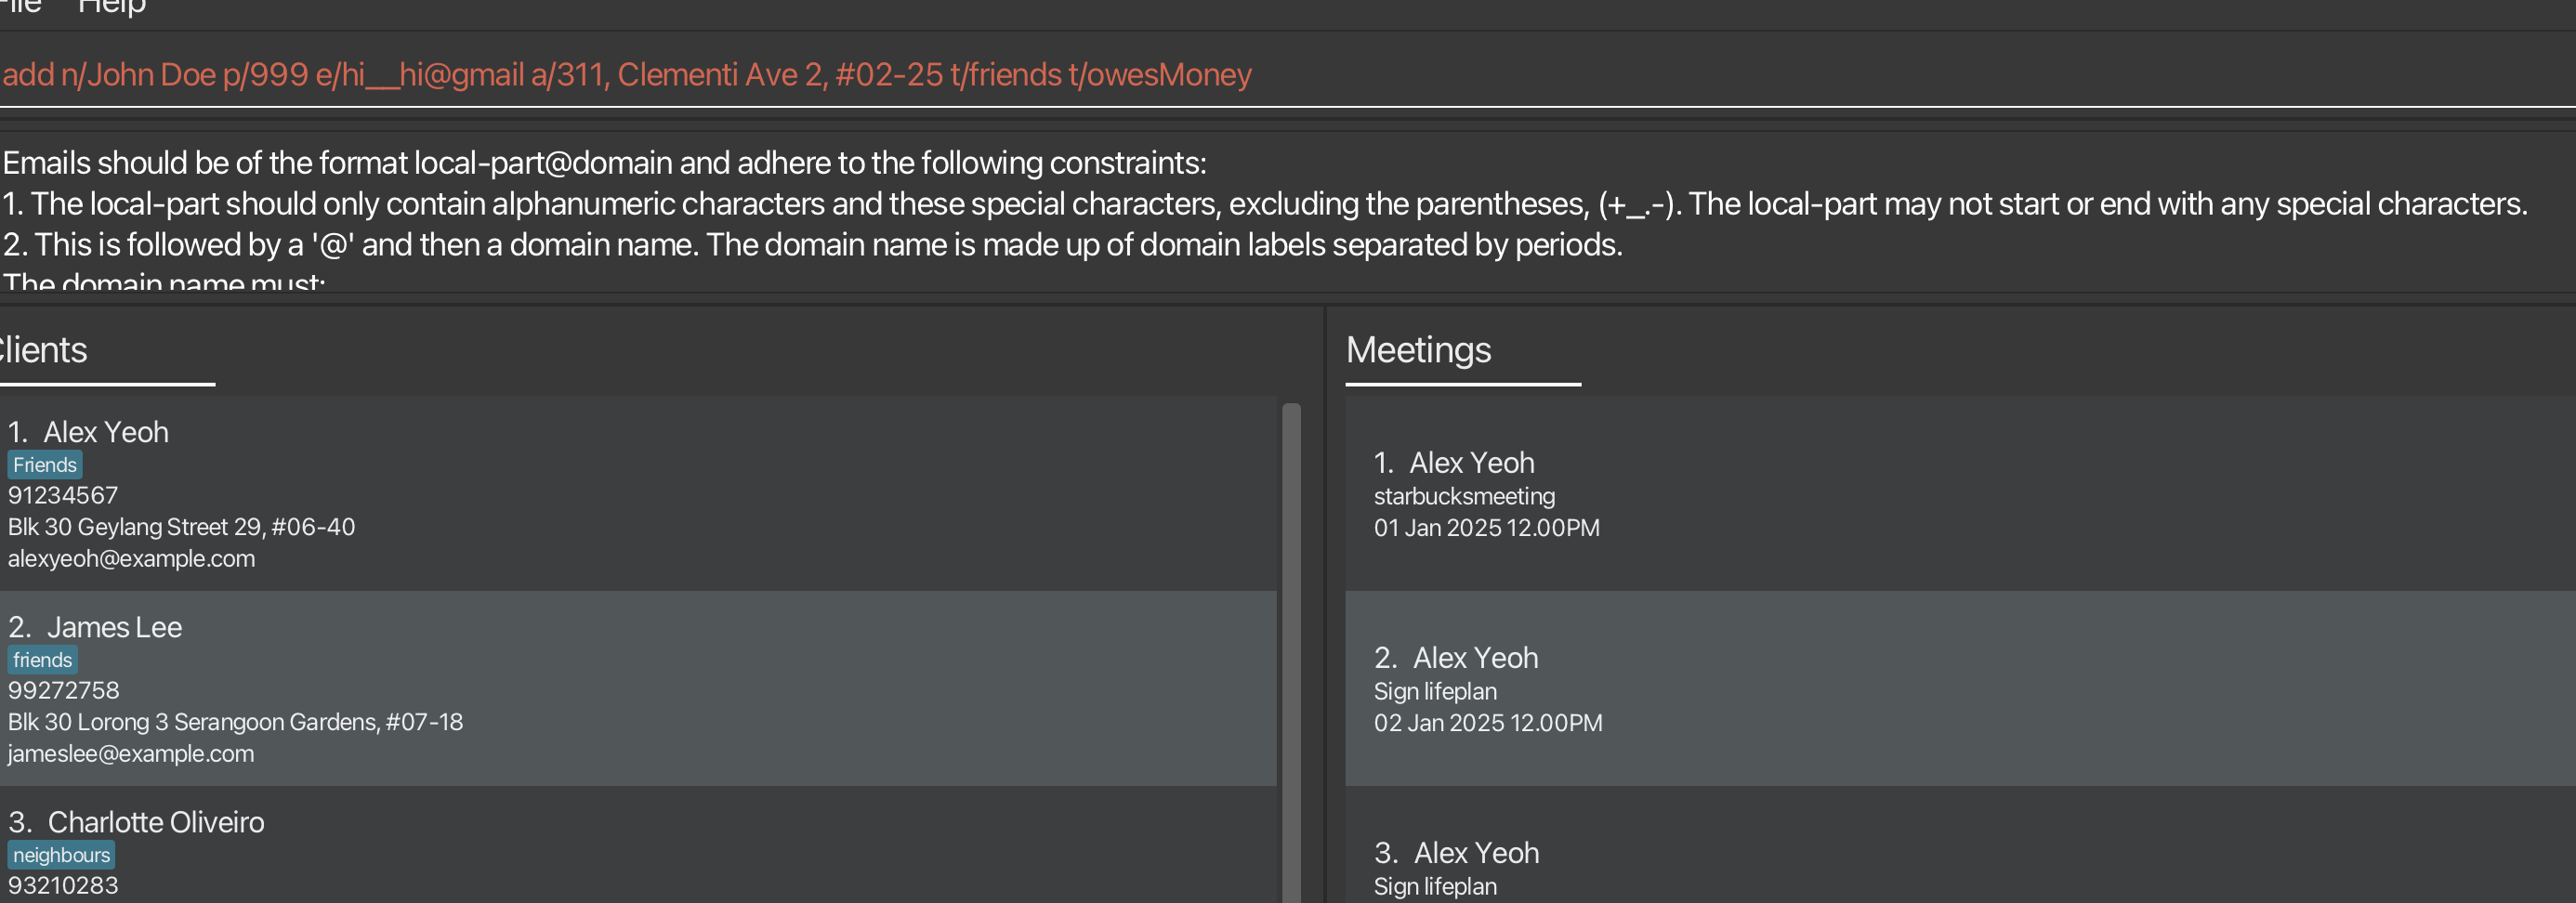 File Help
add n/John Doe p/999 e/hi__hi@gmail a/311, Clementi Ave 2, #02-25 t/friends t/owesMoney
Emails should be of the format local-part@domain and adhere to the following constraints:
1. The local-part should only contain alphanumeric characters and these special characters, excluding the parentheses, (+_.-). The local-part may not start or end with any special characters.
2. This is followed by a '@' and then a domain name. The domain name is made up of domain labels separated by periods.
The domain name must:
Clients
1. Alex Yeoh
Friends
91234567
Blk 30 Geylang Street 29, #06-40
alexyeoh@example.com
2. James Lee
friends
99272758
Blk 30 Lorong 3 Serangoon Gardens, #07-18
jameslee@example.com
3. Charlotte Oliveiro
neighbours
93210283
Meetings
1. Alex Yeoh
starbucksmeeting
01 Jan 2025 12.00PM
2. Alex Yeoh
Sign lifeplan
02 Jan 2025 12.00PM
3. Alex Yeoh
Sign lifeplan